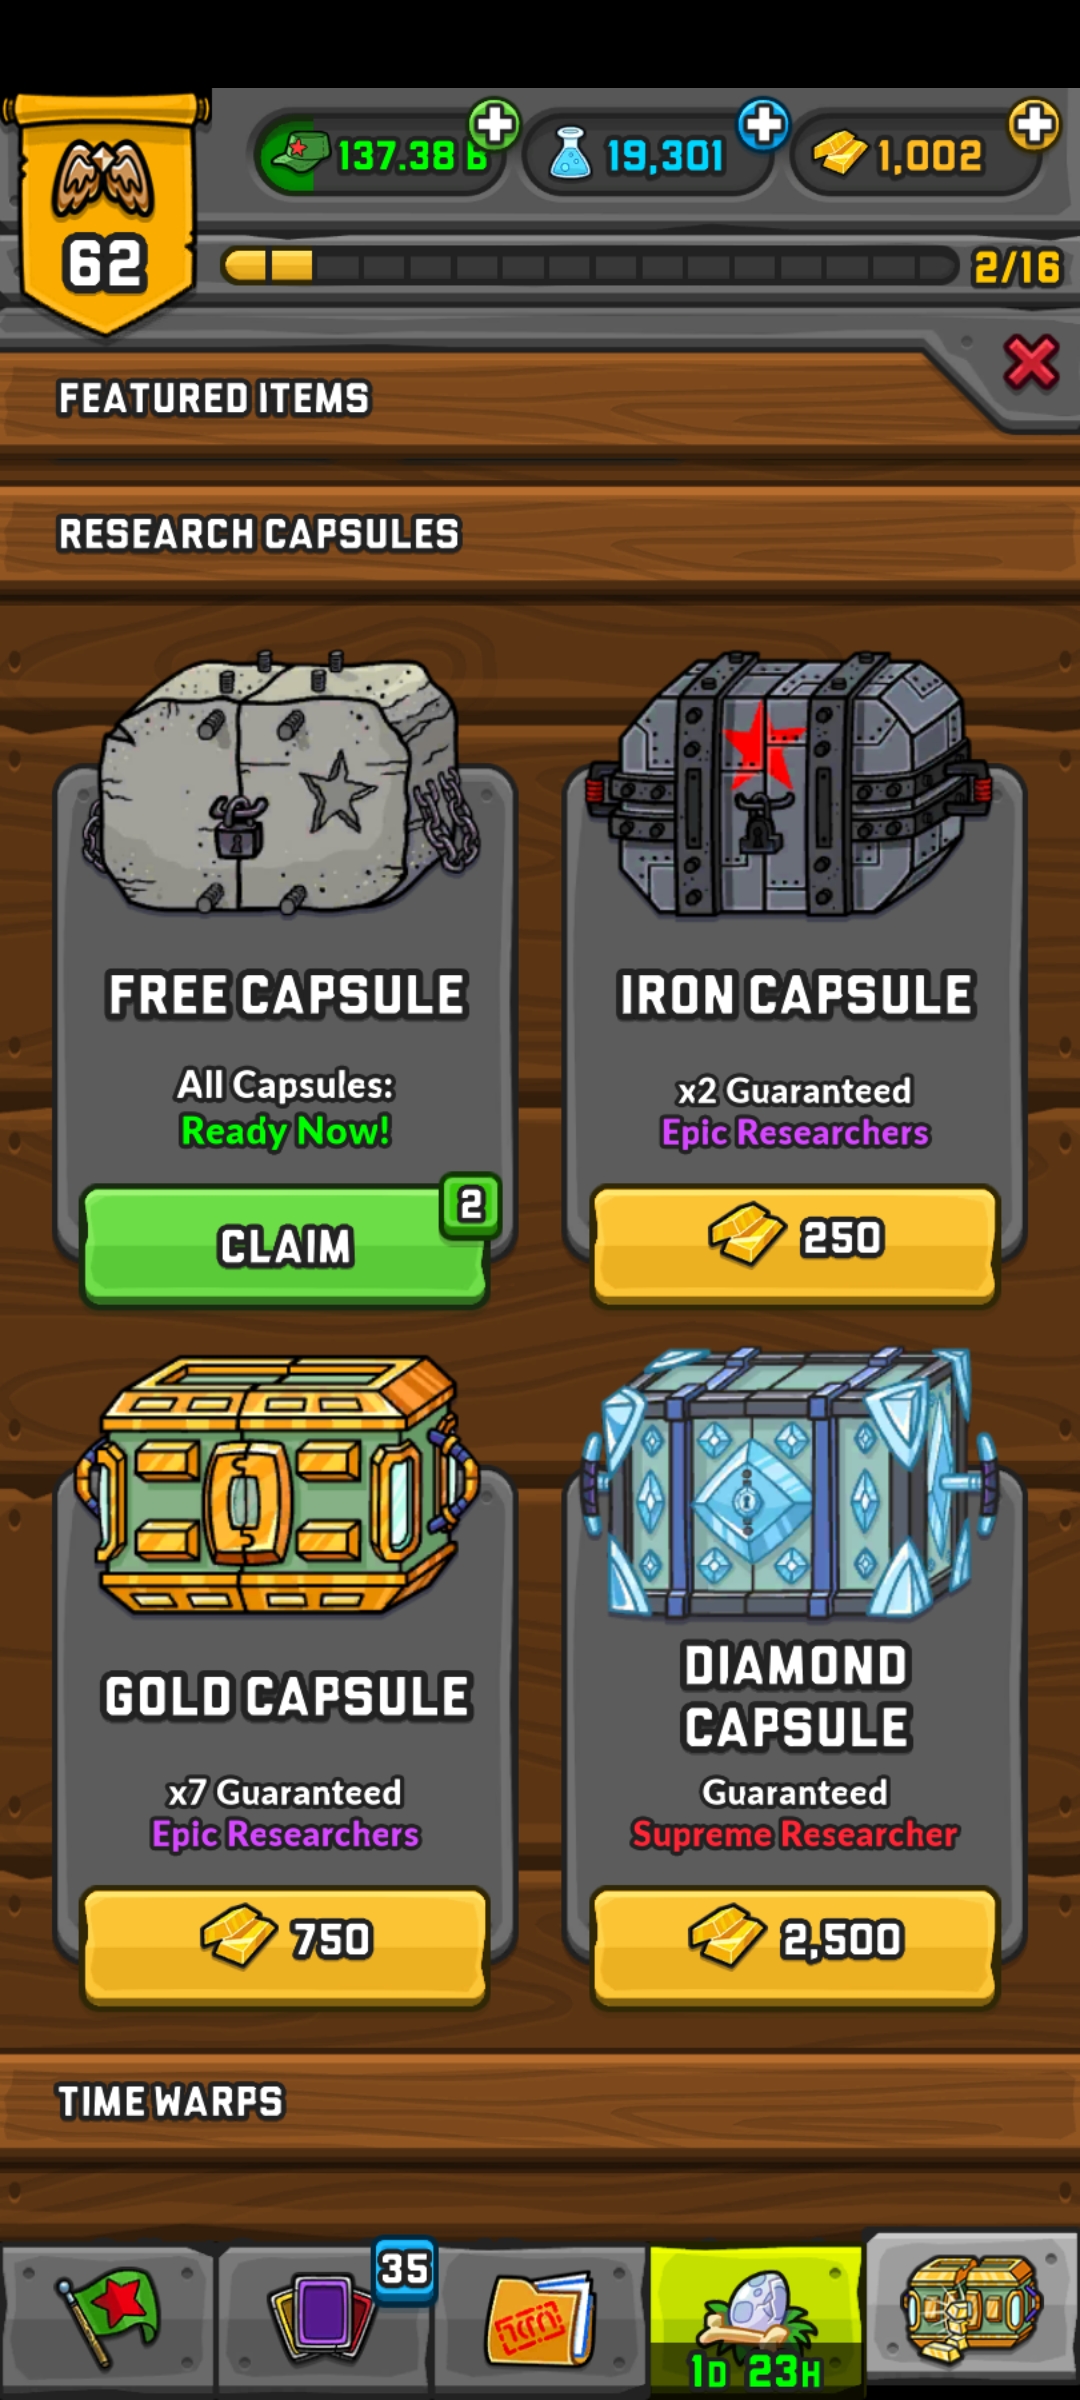 137.38 B
19,301
1,002
62
2/16
FEATURED ITEMS
RESEARCH CAPSULES
FREE CAPSULE
All Capsules:
Ready Now!
2
CLAIM
IRON CAPSULE
x2 Guaranteed
Epic Researchers
250
GOLD CAPSULE
x7 Guaranteed
Epic Researchers
750
DIAMOND
CAPSULE
Guaranteed
Supreme Researcher
2,500
TIME WARPS
35
1D 23H